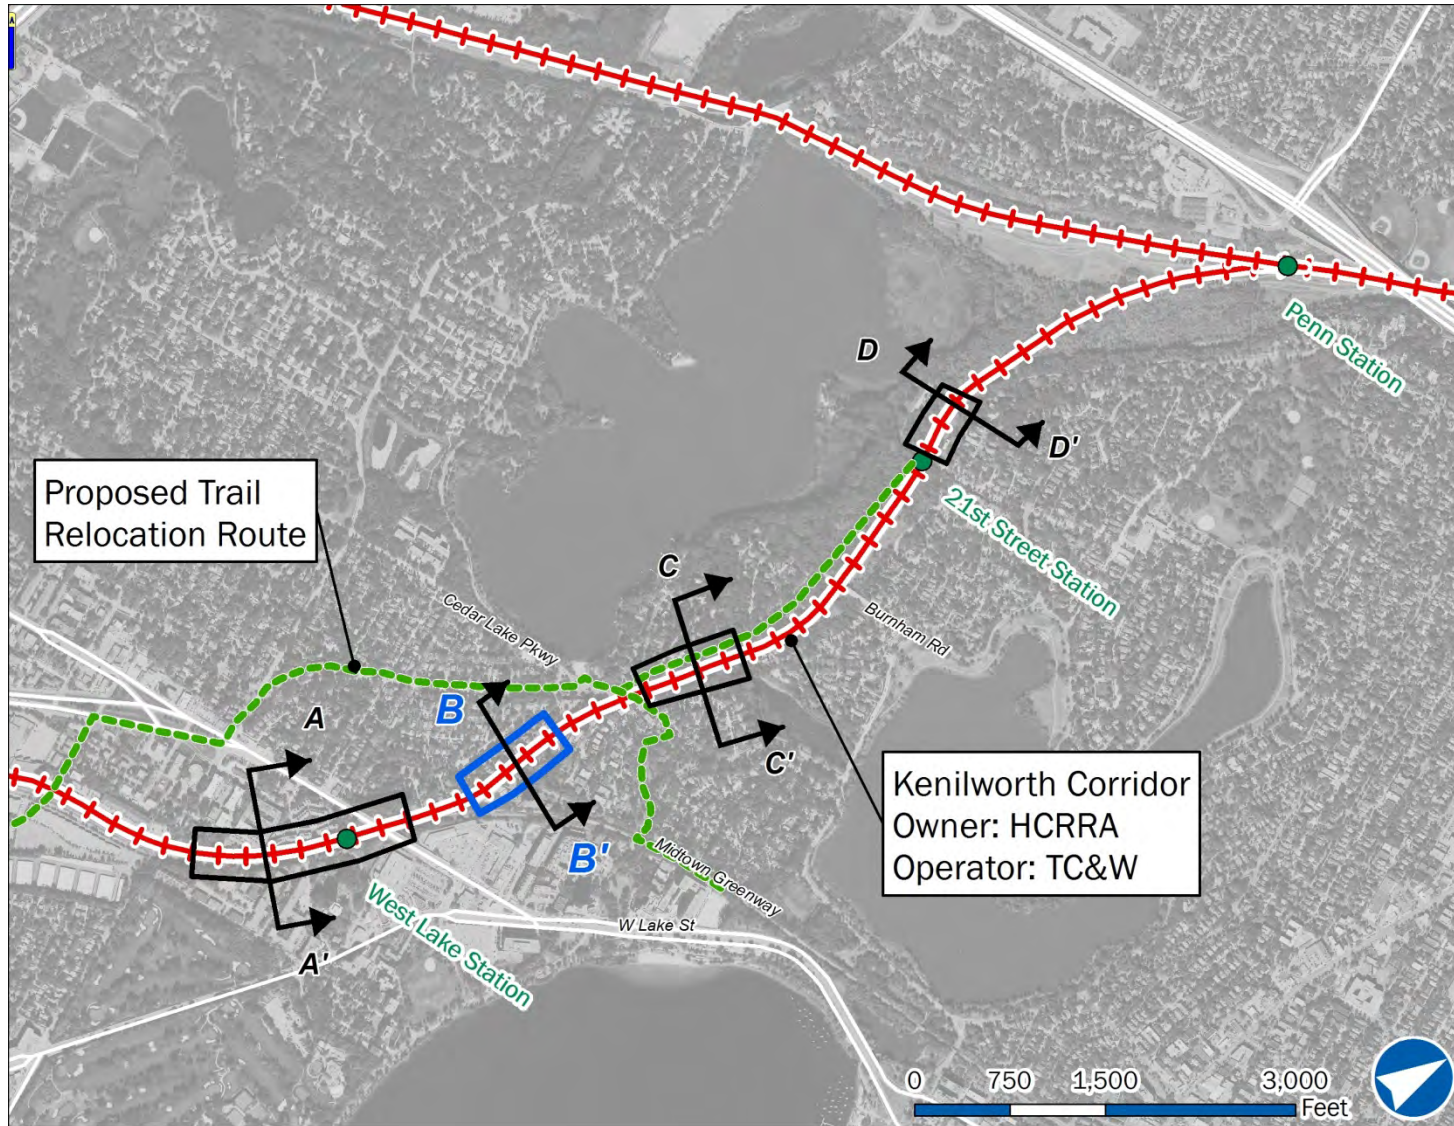 D
Penn Station
D'
Proposed Trail
Relocation Route
21st Street Station
C
Cedar Lake Pkwy
Burnham Rd
A
B
C'
Kenilworth Corridor
Owner: HCRRA
Operator: TC&W
B'
Midtown Greenway
West Lake Station
W Lake St
A'
0 750 1,500 3,000
Feet